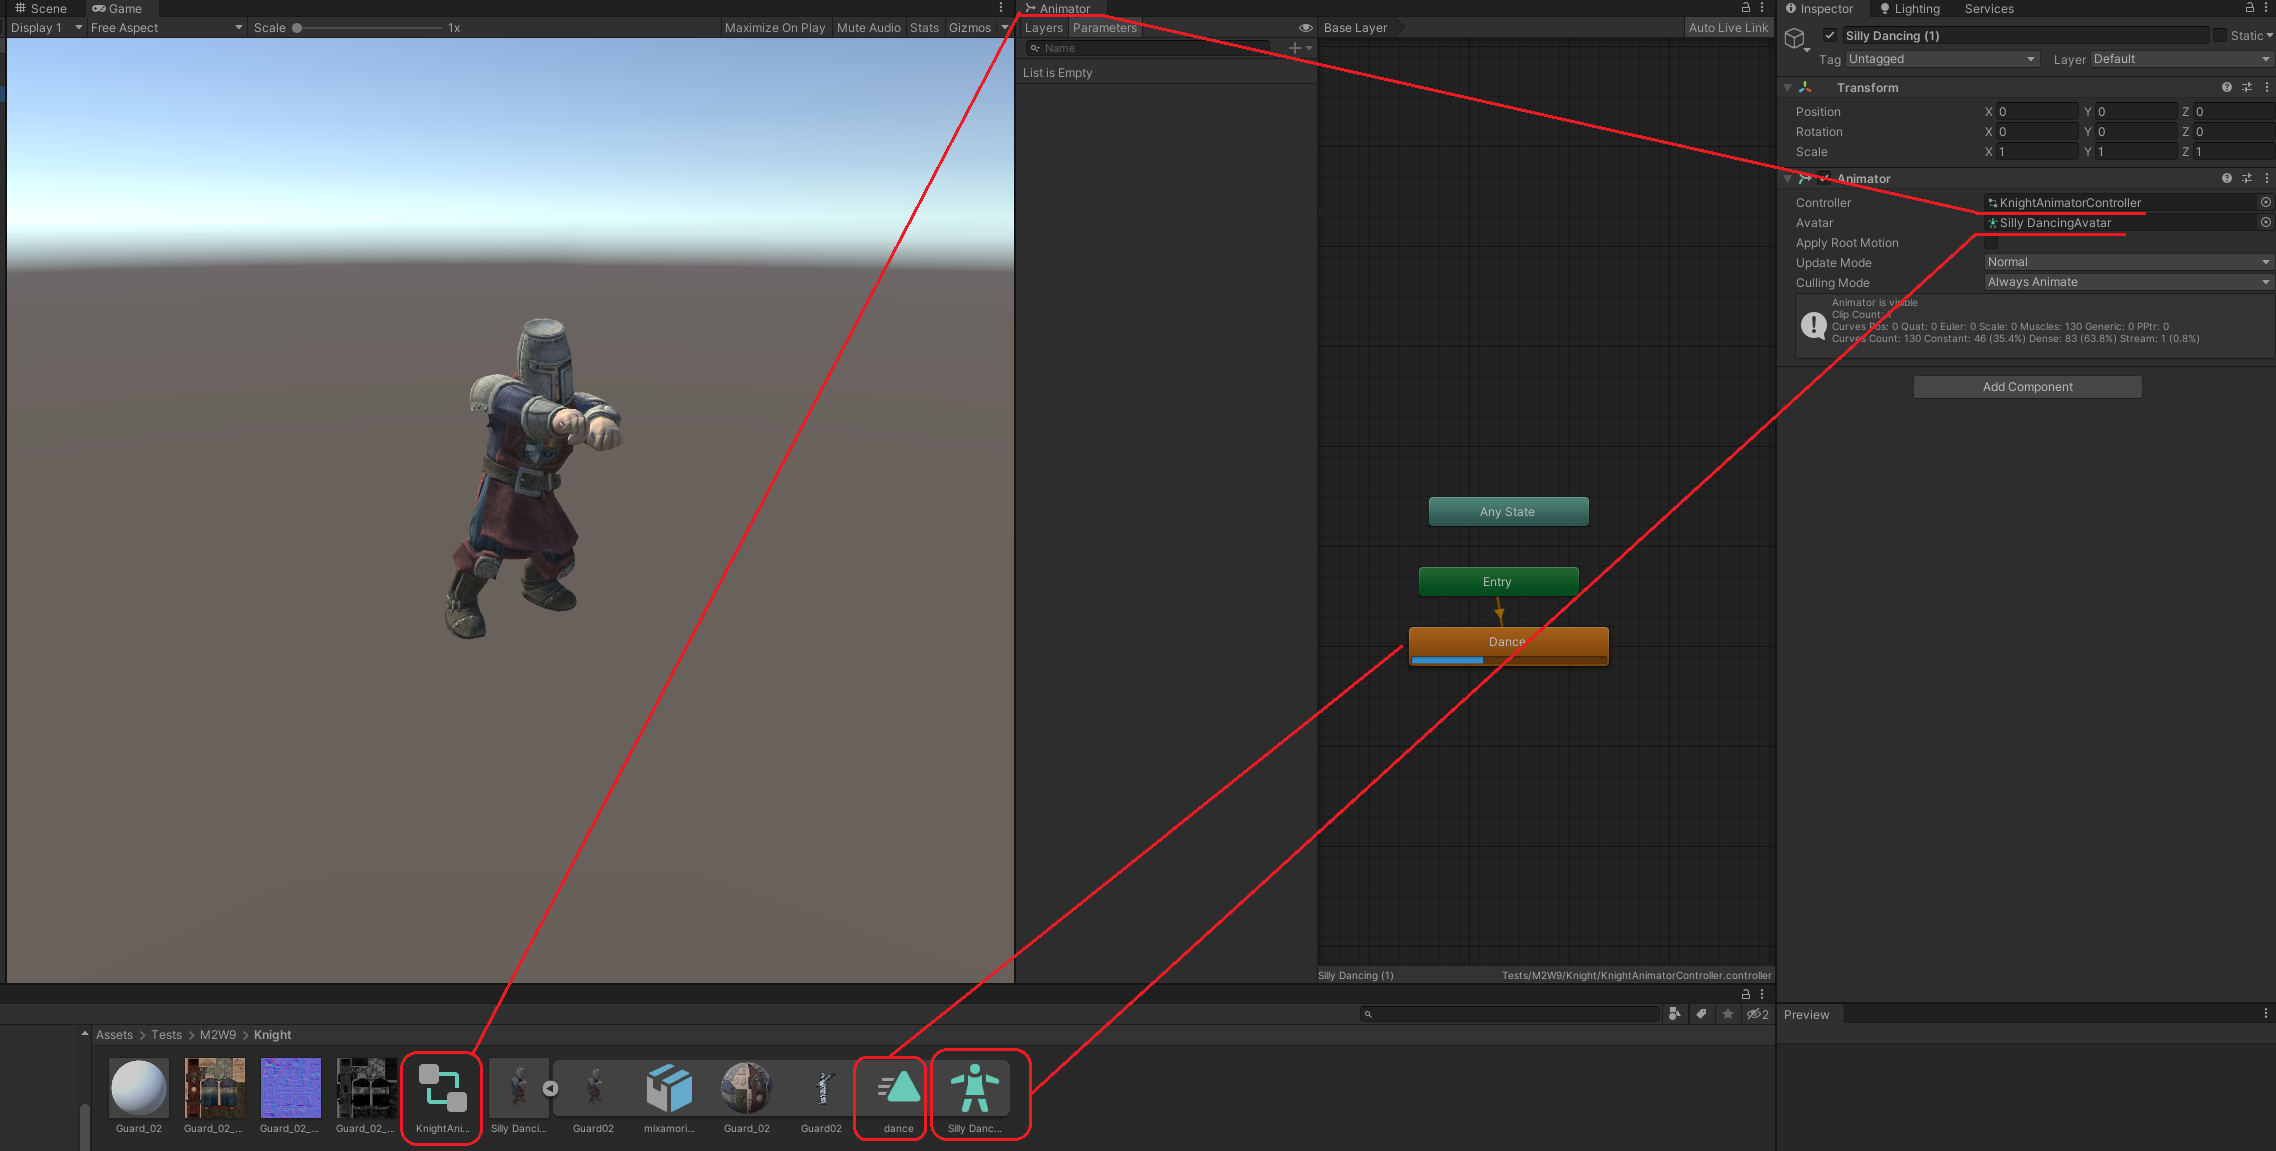 Scene Game
Display 1 Free Aspect Scale 1x Maximize On Play Mute Audio Stats Gizmos
Animator
Layers Parameters Base Layer Auto Live Link
Name
List is Empty
Any State
Entry
Dance
Silly Dancing (1) Tests/M2W9/Knight/KnightAnimatorController.controller
Inspector Lighting Services
Silly Dancing (1) Static
Tag Untagged Layer Default
Transform
Position X 0 Y 0 Z 0
Rotation X 0 Y 0 Z 0
Scale X 1 Y 1 Z 1
Animator
Controller KnightAnimatorController
Avatar Silly DancingAvatar
Apply Root Motion
Update Mode Normal
Culling Mode Always Animate
Animator is visible
Clip Count: 1
Curves Pos: 0 Quat: 0 Euler: 0 Scale: 0 Muscles: 130 Generic: 0 PPtr: 0
Curves Count: 130 Constant: 46 (35.4%) Dense: 83 (63.8%) Stream: 1 (0.8%)
Add Component
2
Preview
Assets > Tests > M2W9 > Knight
Guard_02 Guard_02_... Guard_02_... Guard_02_... KnightAni... Silly Danci... Guard02 mixamori... Guard_02 Guard02 dance Silly Danc...